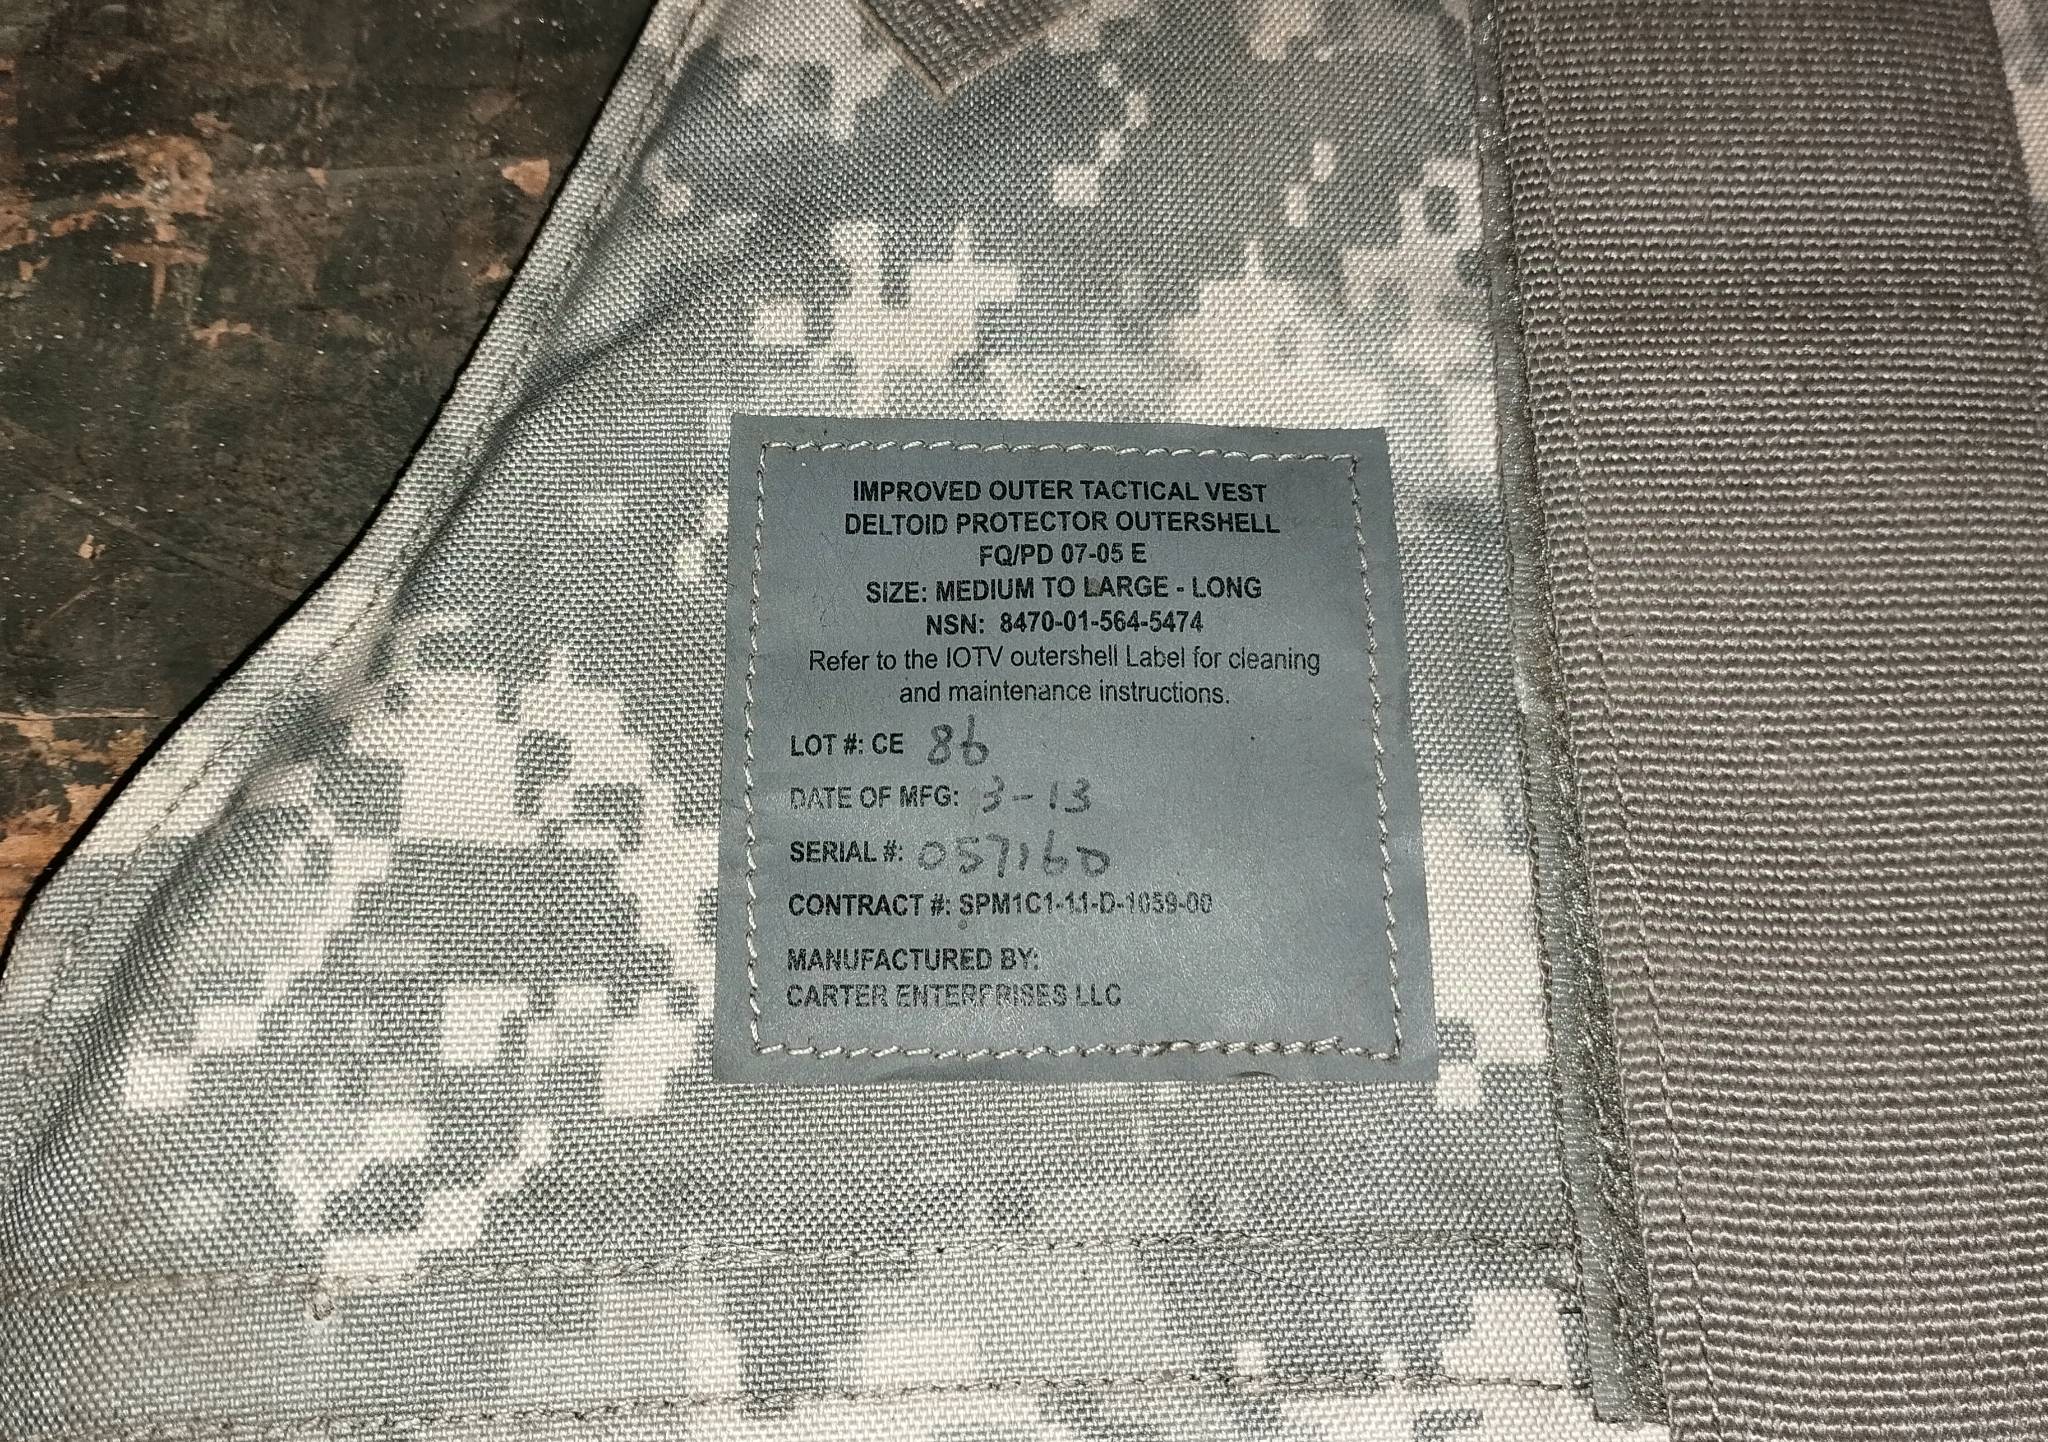 IMPROVED OUTER TACTICAL VEST
DELTOID PROTECTOR OUTERSHELL
FQ/PD 07-05 E
SIZE: MEDIUM TO LARGE - LONG
NSN: 8470-01-564-5474
Refer to the IOTV outershell Label for cleaning
and maintenance instructions.
LOT #: CE 86
DATE OF MFG: 3-13
SERIAL #: 057160
CONTRACT #: SPM1C1-11-D-1059-00
MANUFACTURED BY:
CARTER ENTERPRISES LLC